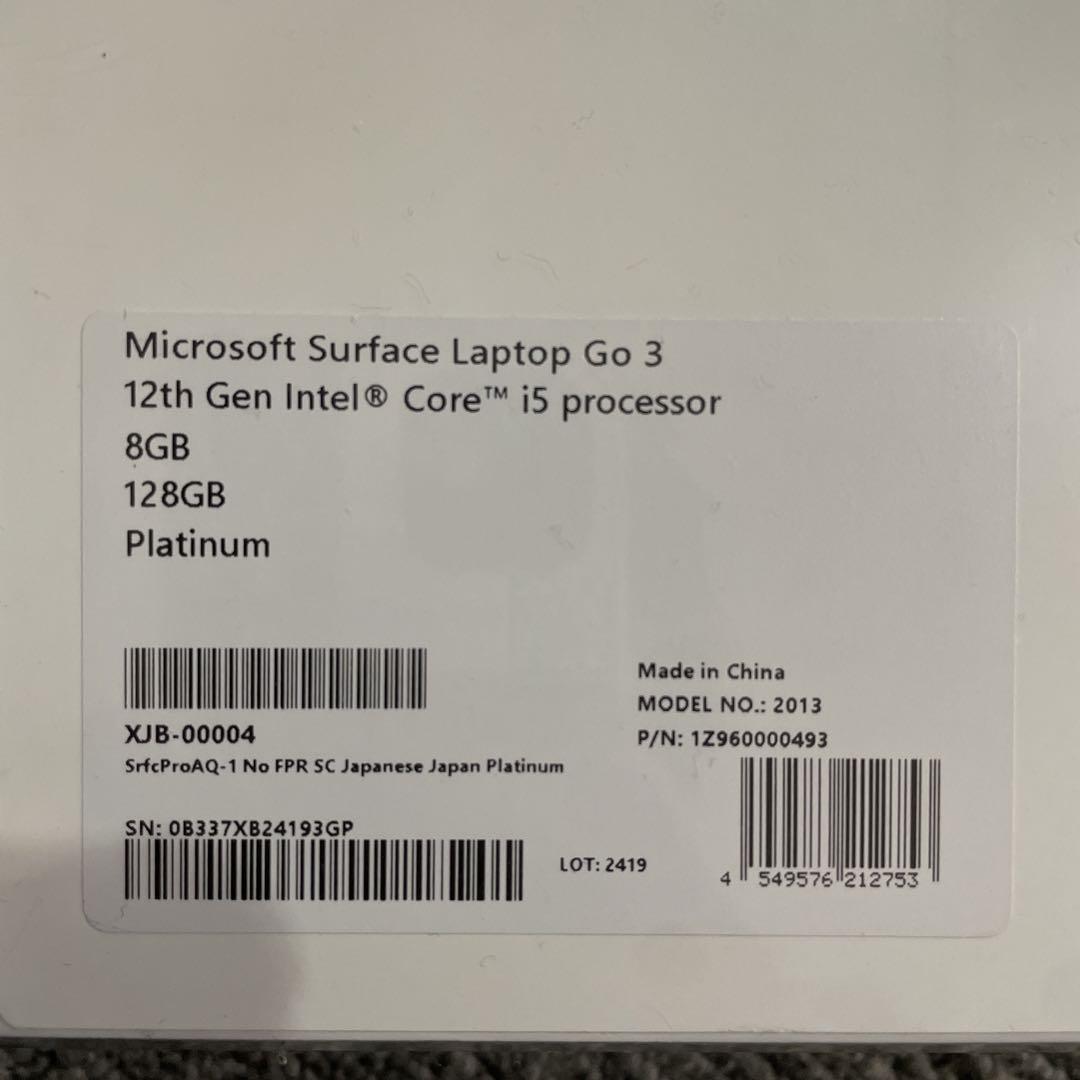 Microsoft Surface Laptop Go 3
12th Gen Intel® Core™ i5 processor
8GB
128GB
Platinum
XJB-00004
SrfcProAQ-1 No FPR SC Japanese Japan Platinum
SN: 0B337XB24193GP
Made in China
MODEL NO.: 2013
P/N: 1Z960000493
LOT: 2419
4 549576 212753